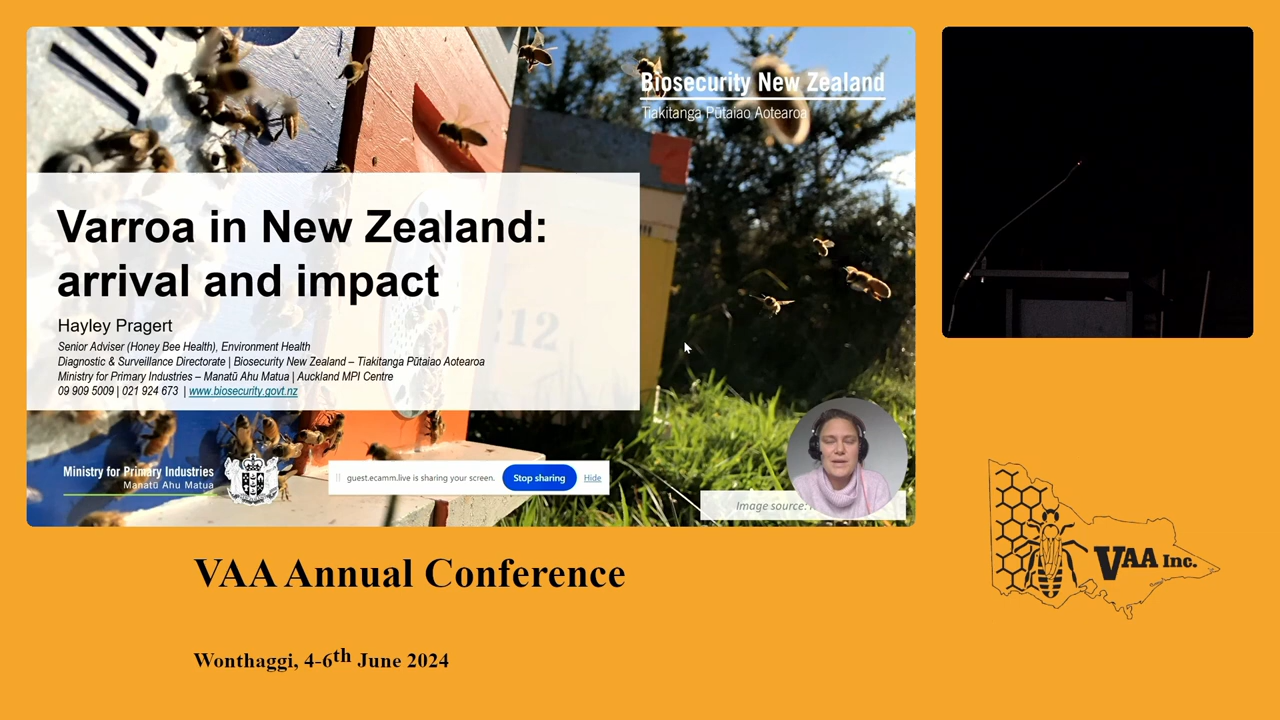 Biosecurity New Zealand
Tiakitanga Pūtaiao Aotearoa
Varroa in New Zealand:
arrival and impact
Hayley Pragert
Senior Adviser (Honey Bee Health), Environment Health
Diagnostic & Surveillance Directorate | Biosecurity New Zealand – Tiakitanga Pūtaiao Aotearoa
Ministry for Primary Industries – Manatū Ahu Matua | Auckland MPI Centre
09 909 5009 | 021 924 673 | www.biosecurity.govt.nz
212
Ministry for Primary Industries
Manatū Ahu Matua
guest.ecamm.live is sharing your screen.
Stop sharing
Hide
Image source:
VAA Annual Conference
Wonthaggi, 4-6th June 2024
VAA Inc.